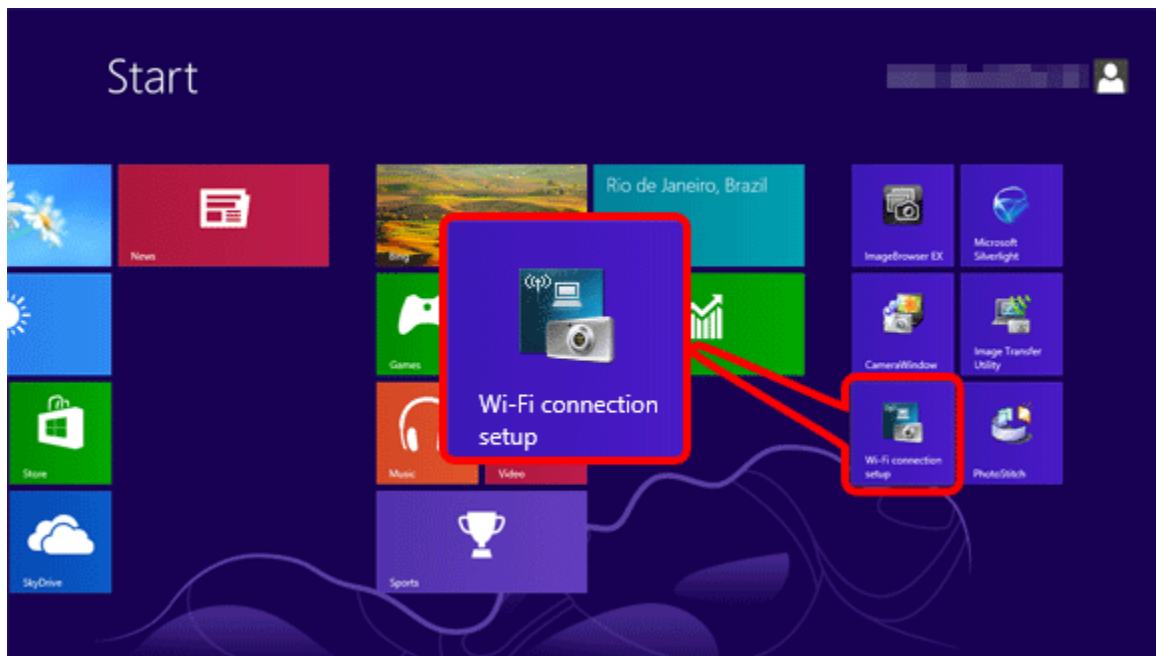 Start
News
Bing
Rio de Janeiro, Brazil
ImageBrowser EX
Microsoft
Silverlight
Wi-Fi connection
setup
Games
CameraWindow
Image Transfer
Utility
Store
Music
Video
Wi-Fi connection
setup
PhotoStitch
SkyDrive
Sports